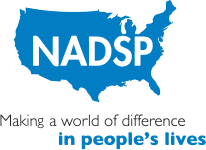 NADSP
Making a world of difference
in people's lives